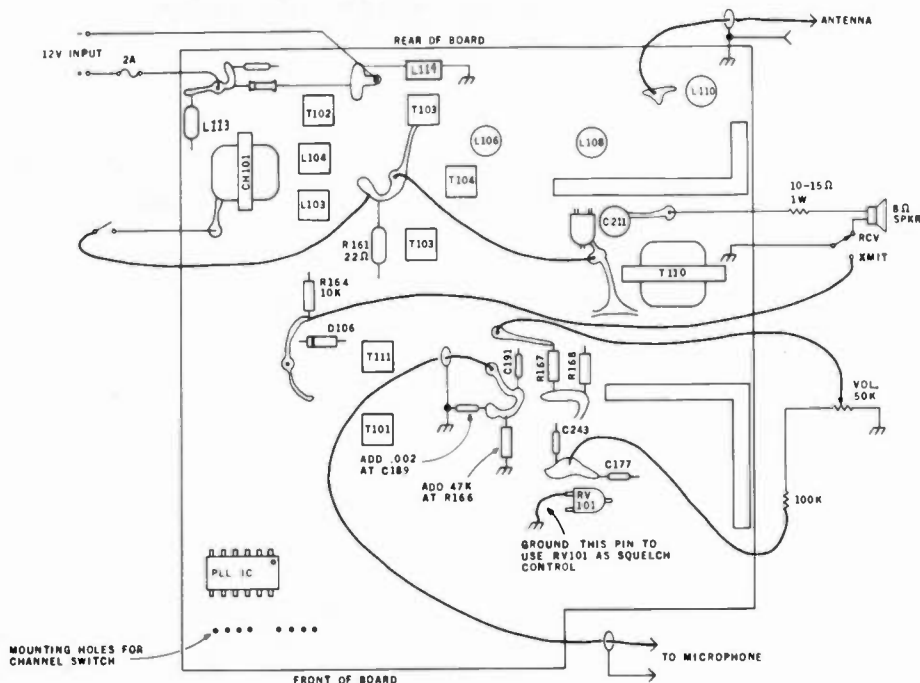 ANTENNA
REAR OF BOARD
12V INPUT
2A
L114
L110
T102
T103
L113
L106
L108
CH101
L104
T104
10-15Ω
1W
L103
C211
8Ω
SPKR
R161
22Ω
T103
RCV
T110
XMIT
R164
10K
D106
T111
C191
R167
R168
VOL.
50K
T101
C243
ADD .002
AT C189
C177
ADD 47K
AT R166
RV
101
100K
GROUND THIS PIN TO
USE RV101 AS SQUELCH
CONTROL
PLL IC
MOUNTING HOLES FOR
CHANNEL SWITCH
TO MICROPHONE
FRONT OF BOARD